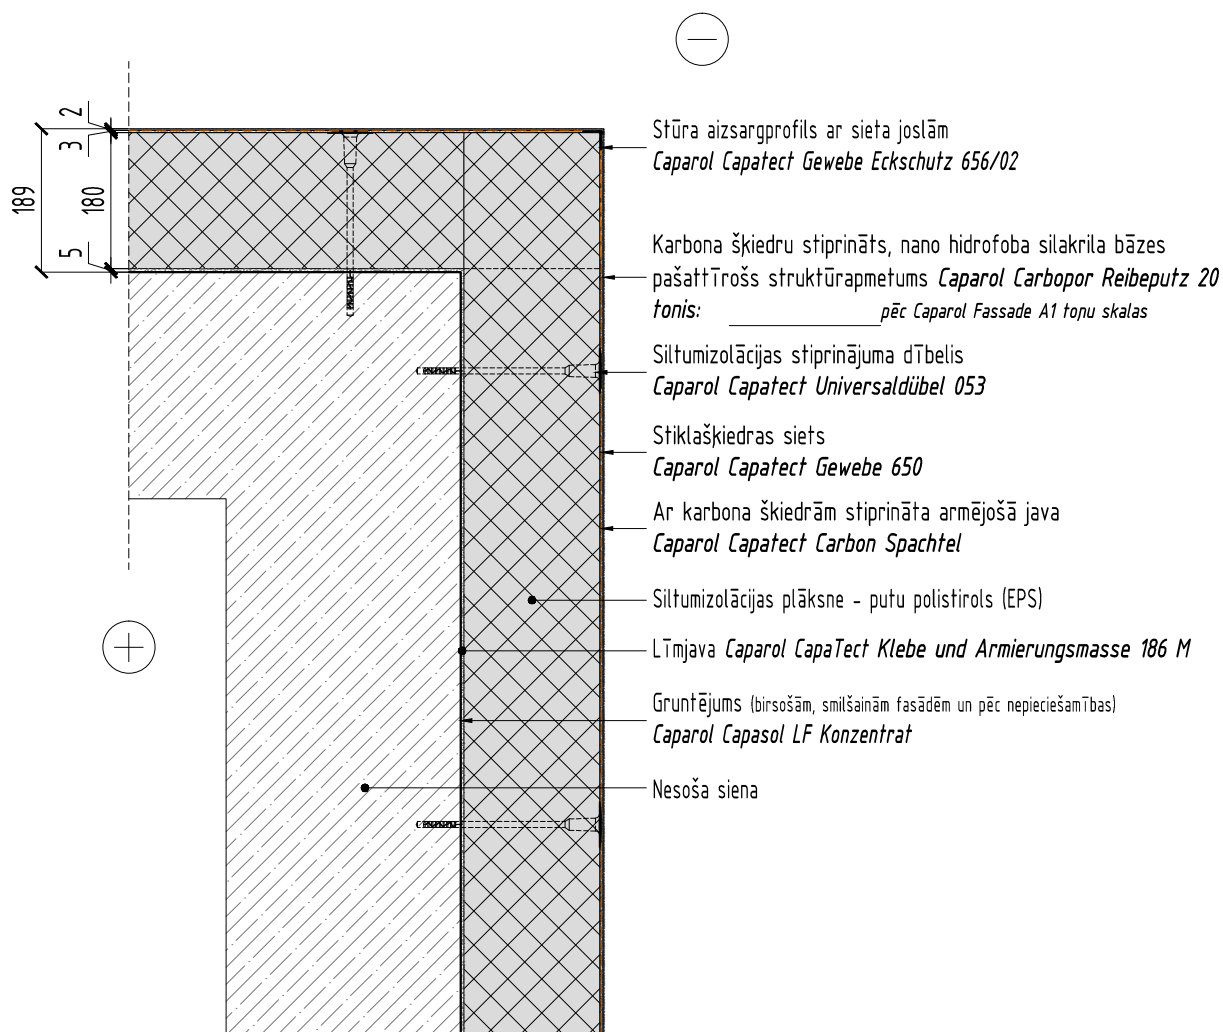 Stūra aizsargprofils ar sieta joslām
Caparol Capatect Gewebe Eckschutz 656/02
Karbona šķiedru stiprināts, nano hidrofoba silakrila bāzes
pašattīrošs struktūrapmetums Caparol Carbopor Reibeputz 20
tonis: ____________ pēc Caparol Fassade A1 toņu skalas
Siltumizolācijas stiprinājuma dībelis
Caparol Capatect Universaldübel 053
Stiklašķiedras siets
Caparol Capatect Gewebe 650
Ar karbona šķiedrām stiprināta armējošā java
Caparol Capatect Carbon Spachtel
Siltumizolācijas plāksne - putu polistirols (EPS)
Līmjava Caparol CapaTect Klebe und Armierungsmasse 186 M
Gruntējums (birsošām, smilšainām fasādēm un pēc nepieciešamības)
Caparol Capasol LF Konzentrat
Nesoša siena
2
3
180
5
189